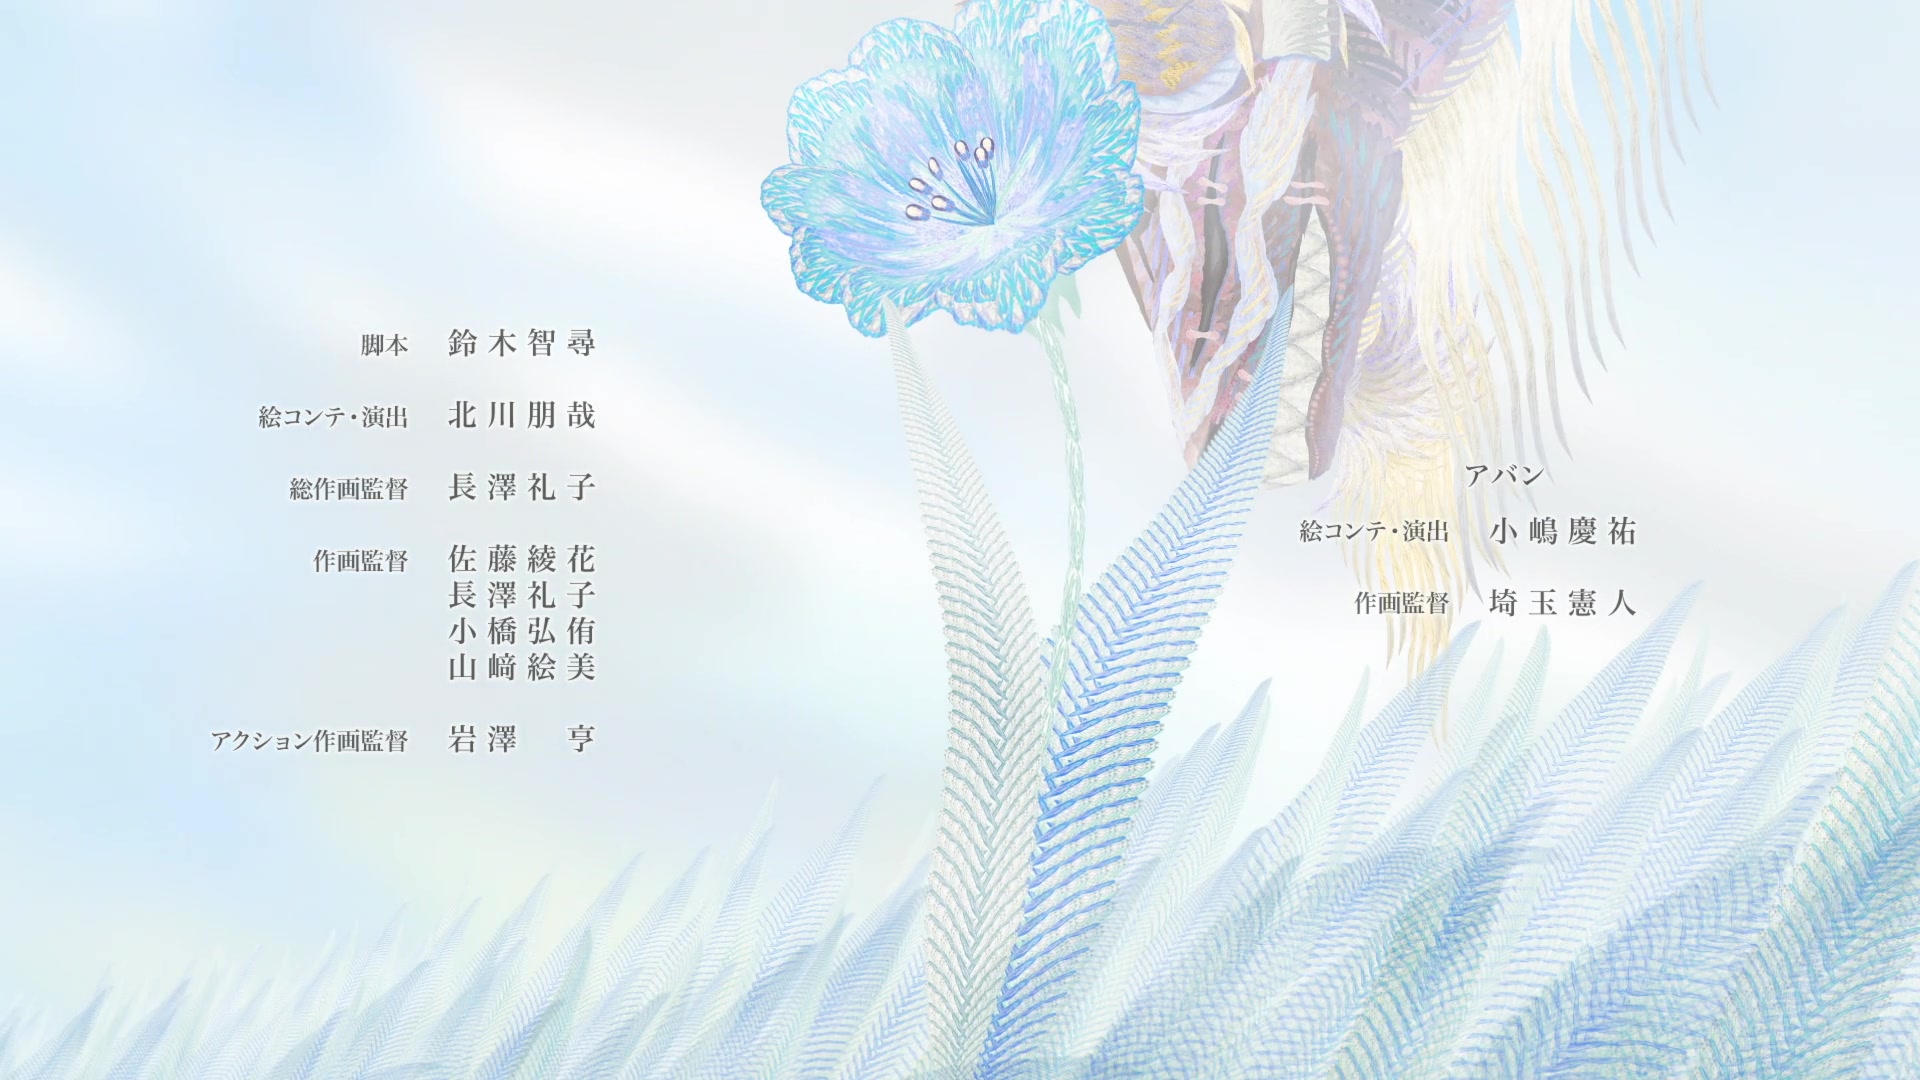 脚本 鈴木智尋
絵コンテ・演出 北川朋哉
総作画監督 長澤礼子
作画監督 佐藤綾花
長澤礼子
小橋弘侑
山﨑絵美
アクション作画監督 岩澤 亨
アバン
絵コンテ・演出 小嶋慶祐
作画監督 埼玉憲人